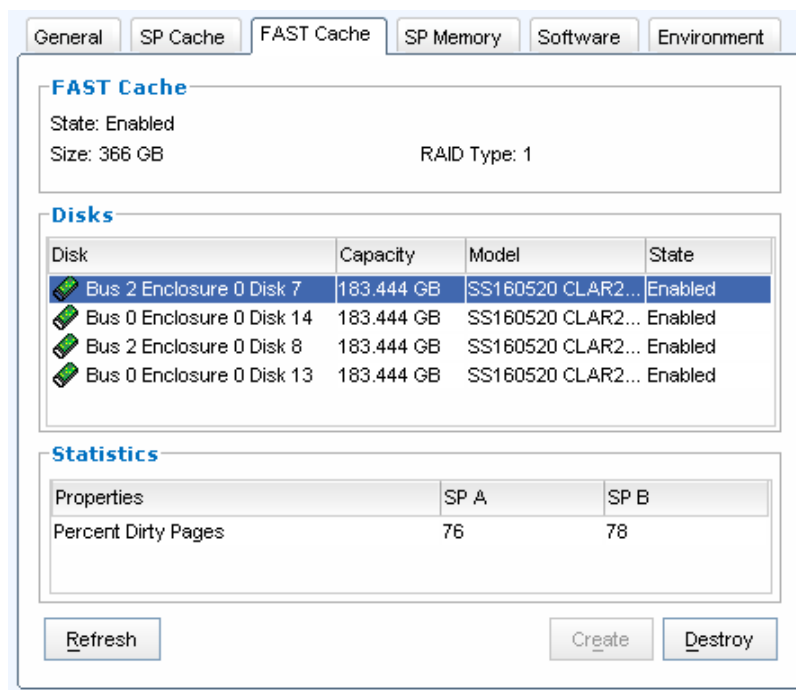 General SP Cache FAST Cache SP Memory Software Environment
FAST Cache
State: Enabled
Size: 366 GB RAID Type: 1
Disks
Disk Capacity Model State
Bus 2 Enclosure 0 Disk 7 183.444 GB SS160520 CLAR2... Enabled
Bus 0 Enclosure 0 Disk 14 183.444 GB SS160520 CLAR2... Enabled
Bus 2 Enclosure 0 Disk 8 183.444 GB SS160520 CLAR2... Enabled
Bus 0 Enclosure 0 Disk 13 183.444 GB SS160520 CLAR2... Enabled
Statistics
Properties SP A SP B
Percent Dirty Pages 76 78
Refresh Create Destroy